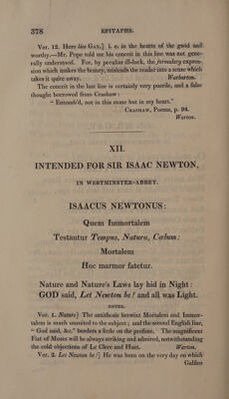 378 EPITAPHS.
Ver. 12. Here lies GAY,] i. e. in the hearts of the good and
worthy.—Mr. Pope told me his conceit in this line was not gene-
rally understood. For, by peculiar ill-luck, the formulary expres-
sion which makes the beauty, misleads the reader into a sense which
takes it quite away. Warburton.
The conceit in the last line is certainly very puerile, and a false
thought borrowed from Crashaw:
" Entomb'd, not in this stone but in my heart."
CRASHAW, Poems, p. 94.
Warton.
XII.
INTENDED FOR SIR ISAAC NEWTON,
IN WESTMINSTER-ABBEY.
ISAACUS NEWTONUS:
Quem Immortalem
Testantur Tempus, Natura, Cœlum:
Mortalem
Hoc marmor fatetur.
Nature and Nature's Laws lay hid in Night:
GOD said, Let Newton be! and all was Light.
NOTES.
Ver. 1. Nature] The antithesis betwixt Mortalem and Immor-
talem is much unsuited to the subject; and the second English line,
" God said, &c." borders a little on the profane. The magnificent
Fiat of Moses will be always striking and admired, notwithstanding
the cold objections of Le Clerc and Huet. Warton.
Ver. 2. Let Newton be!] He was born on the very day on which
Galileo